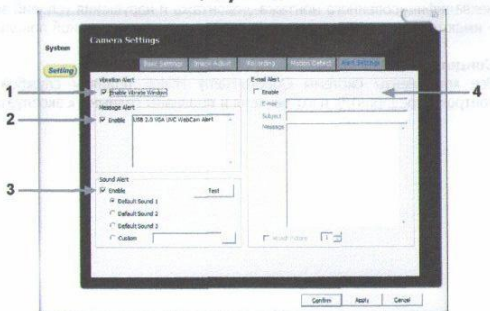 System
Setting
Camera Settings
Basic Settings
Image Adjust
Recording
Motion Detect
Alert Settings
Vibration Alert
Enable Vibrate Window
Message Alert
Enable
USB 2.0 VGA UVC WebCam Alert
Sound Alert
Enable
Test
Default Sound 1
Default Sound 2
Default Sound 3
Custom
E-mail Alert
Enable
E-mail
Subject
Message
Confirm
Apply
Cancel
1
2
3
4